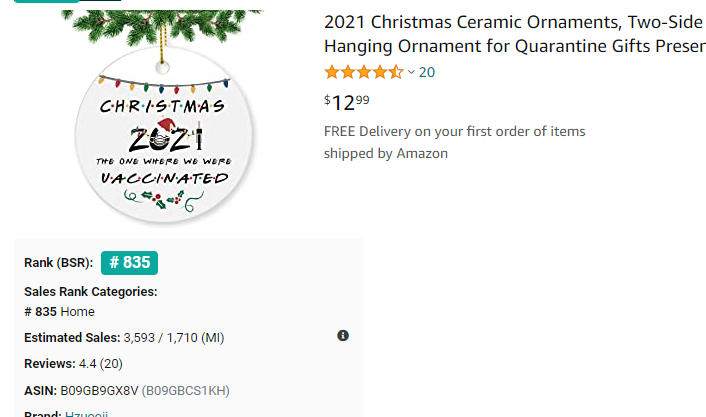 CHRISTMAS
2021
THE ONE WHERE WE WERE
VACCINATED
2021 Christmas Ceramic Ornaments, Two-Side
Hanging Ornament for Quarantine Gifts Presen
20
$12.99
FREE Delivery on your first order of items
shipped by Amazon
Rank (BSR): # 835
Sales Rank Categories:
# 835 Home
Estimated Sales: 3,593 / 1,710 (MI)
Reviews: 4.4 (20)
ASIN: B09GB9GX8V (B09GBCS1KH)
Brand: